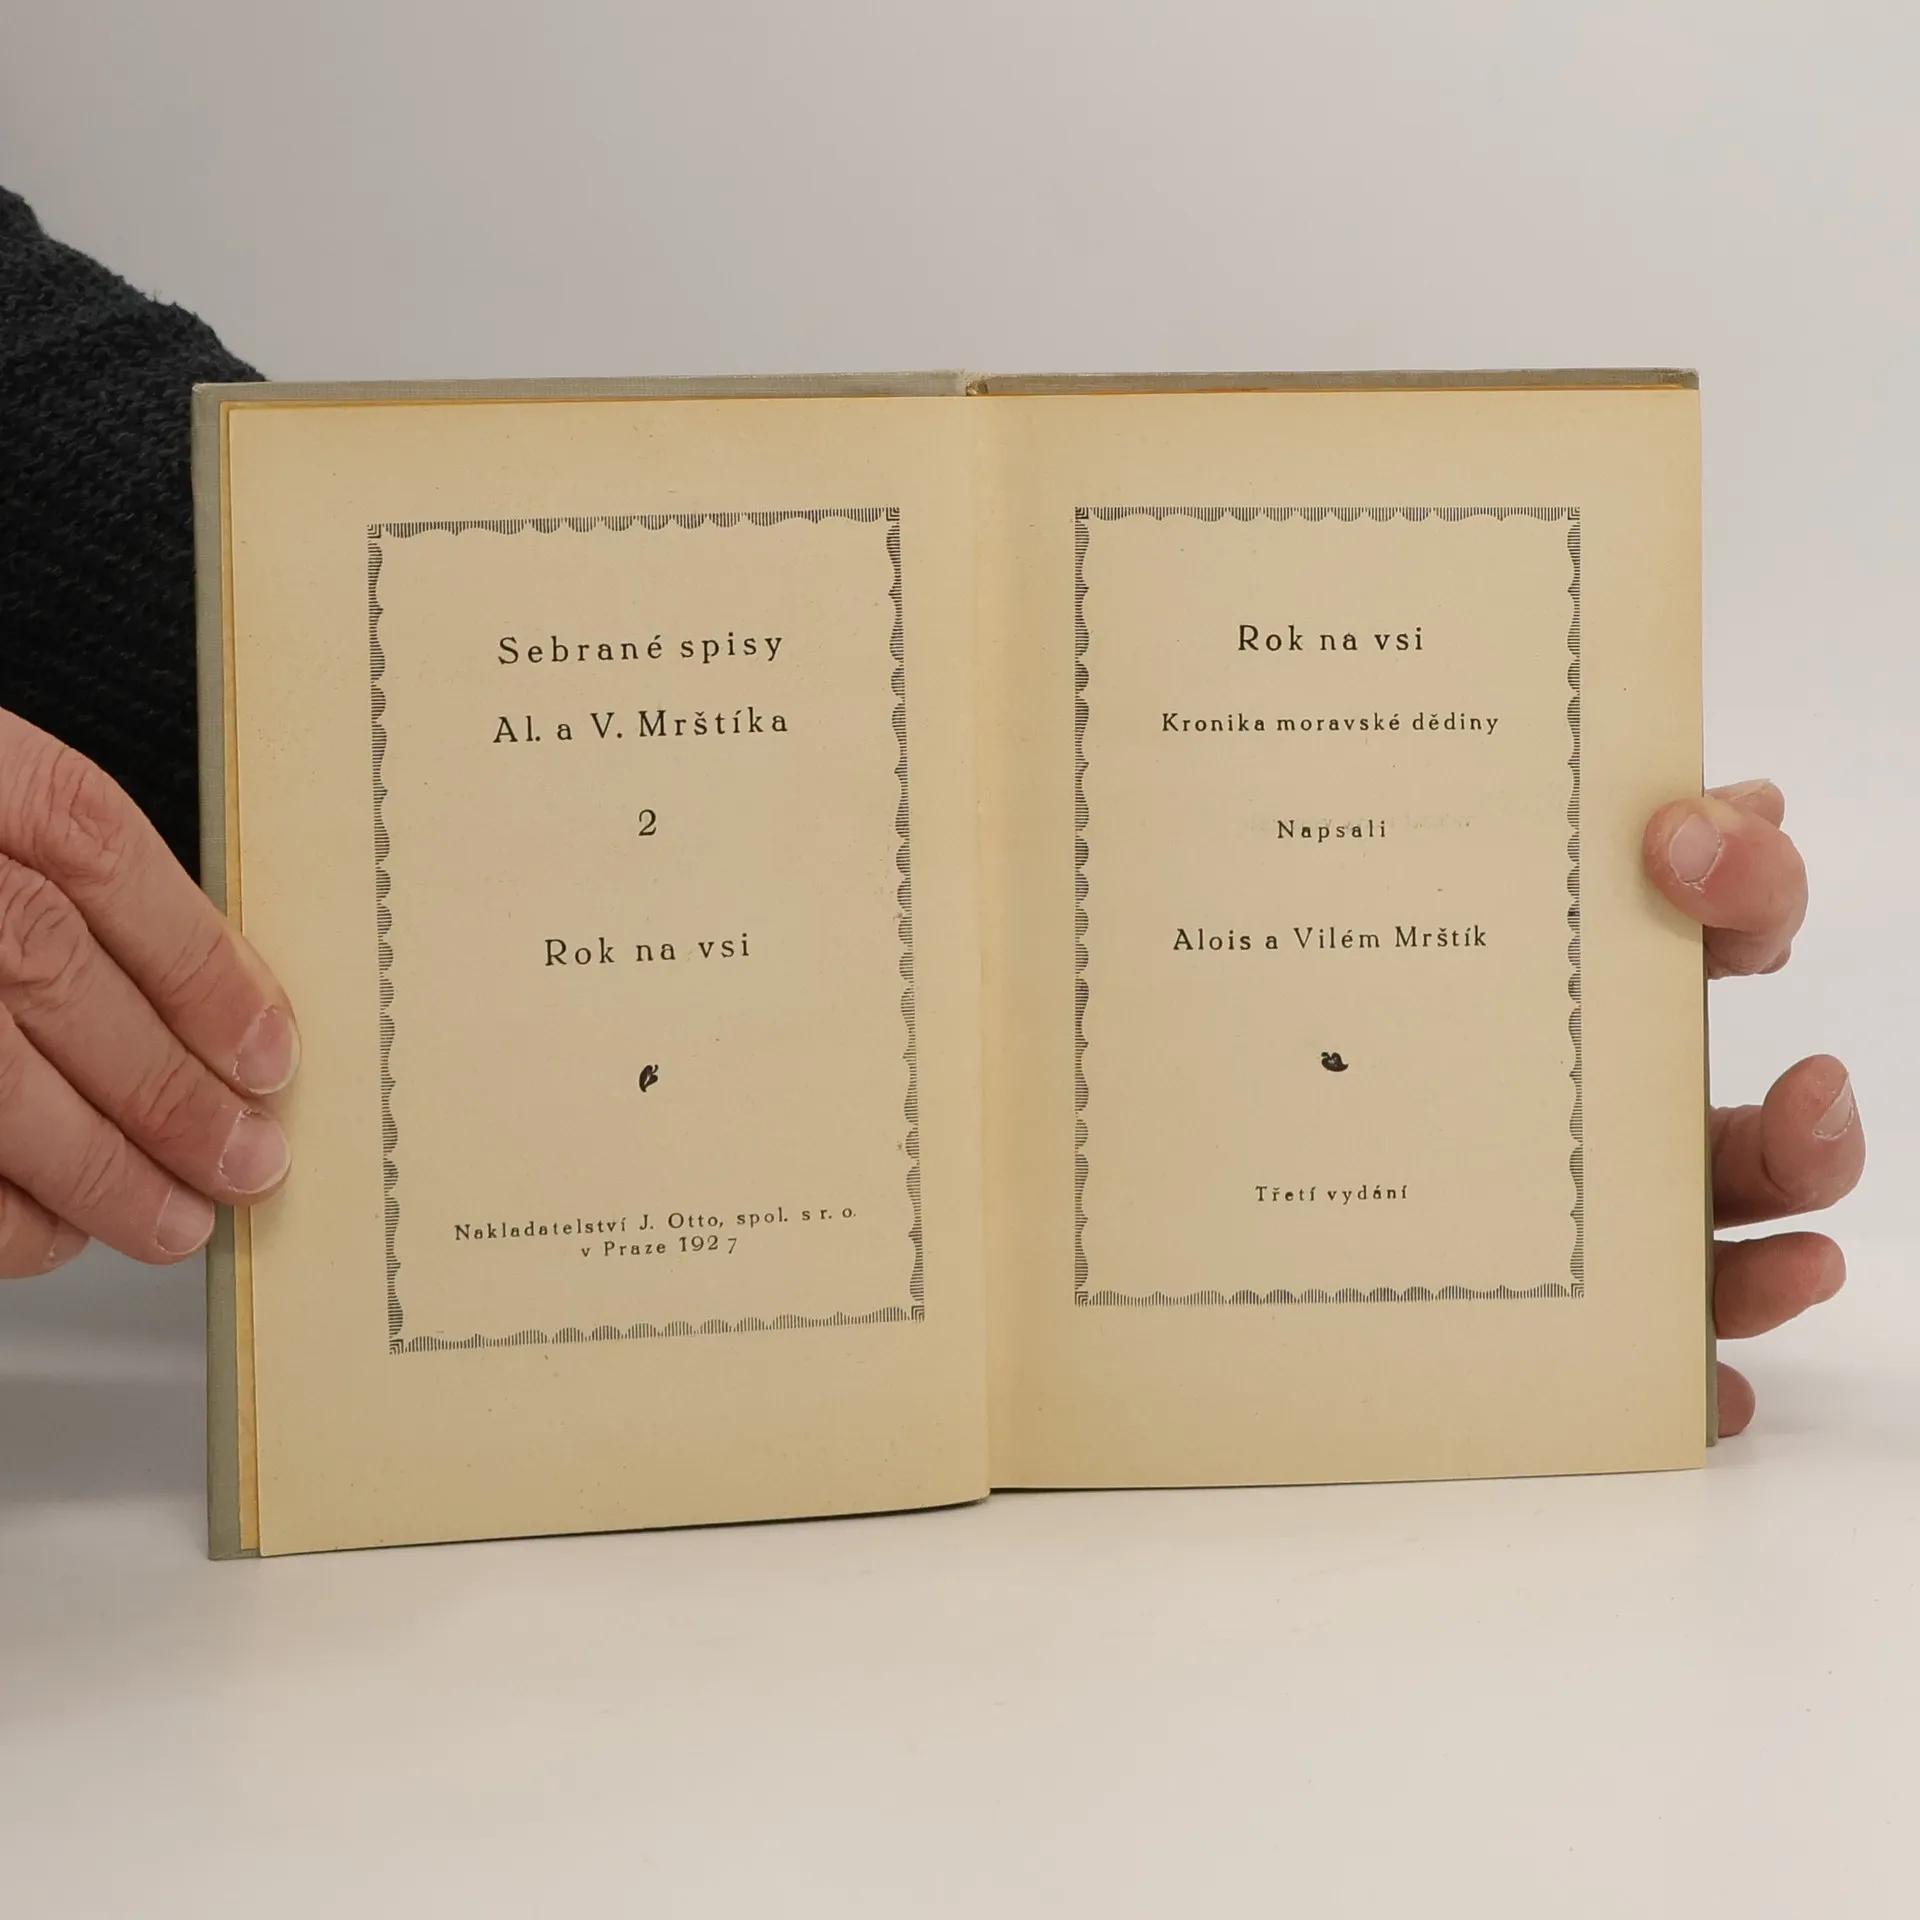 Sebrané spisy
Al. a V. Mrštíka
2
Rok na vsi
Nakladatelství J. Otto, spol. s r. o.
v Praze 1927
Rok na vsi
Kronika moravské dědiny
Napsali
Alois a Vilém Mrštík
Třetí vydání